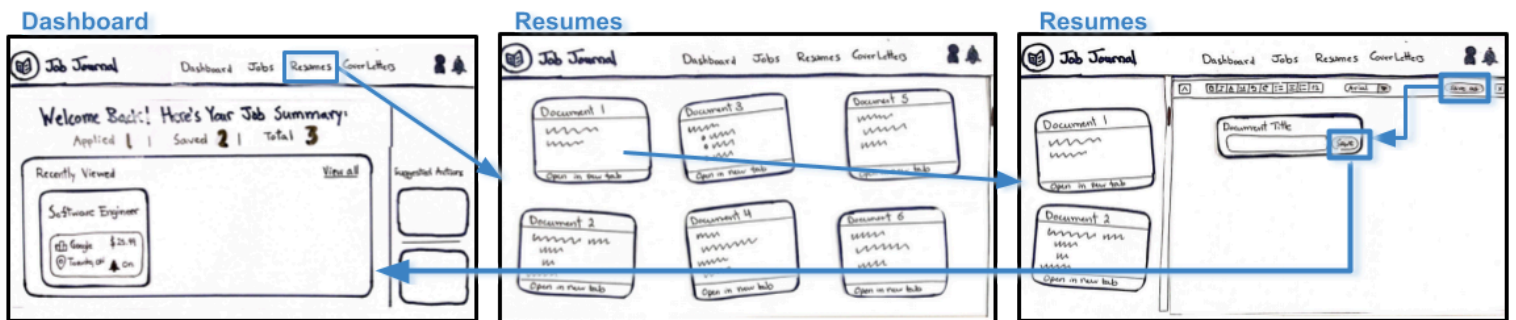 Dashboard
Job Journal Dashboard Jobs Resumes Cover Letters
Welcome Back! Here's Your Job Summary:
Applied 1 | Saved 2 | Total 3
Recently Viewed View all
Software Engineer
Google
On
Suggested Actions
Resumes
Job Journal Dashboard Jobs Resumes Cover Letters
Document 1
Open in new tab
Document 3
Open in new tab
Document 5
Open in new tab
Document 2
Open in new tab
Document 4
Open in new tab
Document 6
Open in new tab
Resumes
Job Journal Dashboard Jobs Resumes Cover Letters
Arial
Save as
Document 1
Open in new tab
Document 2
Open in new tab
Document Title
Save